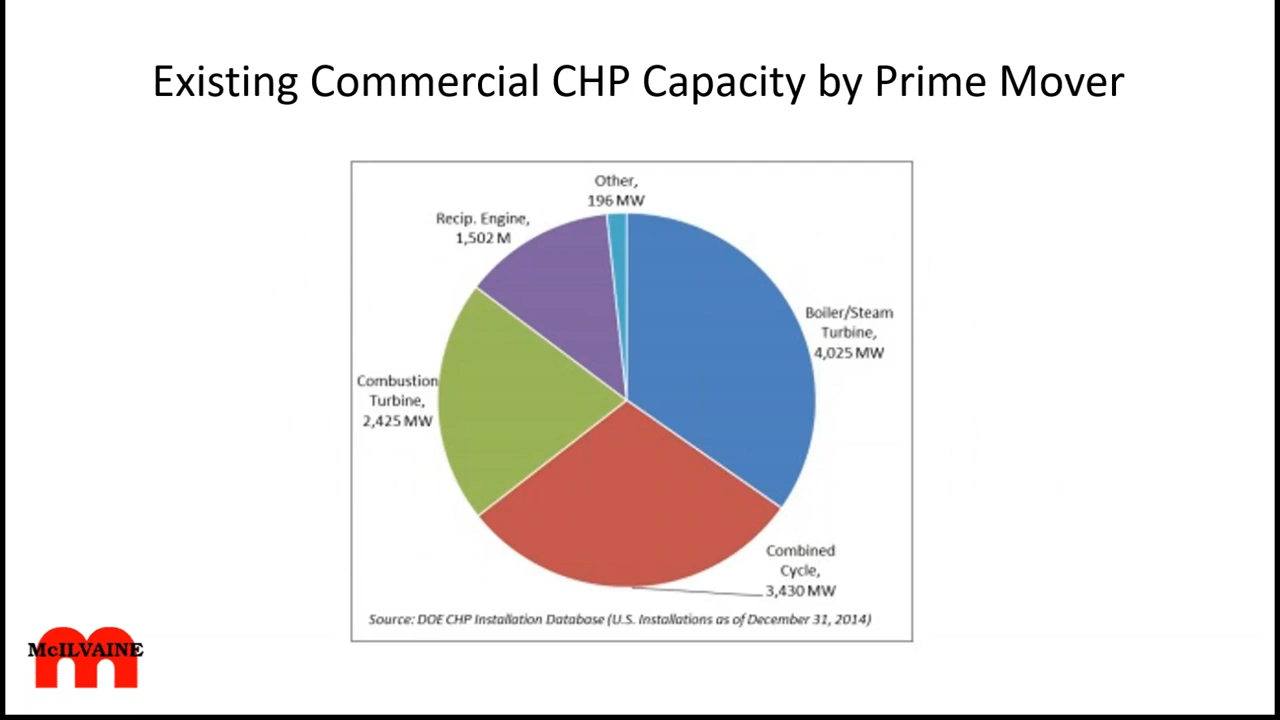 Existing Commercial CHP Capacity by Prime Mover
Other,
196 MW
Recip. Engine,
1,502 M
Boiler/Steam
Turbine,
4,025 MW
Combustion
Turbine,
2,425 MW
Combined
Cycle,
3,430 MW
Source: DOE CHP Installation Database (U.S. Installations as of December 31, 2014)
McILVAINE